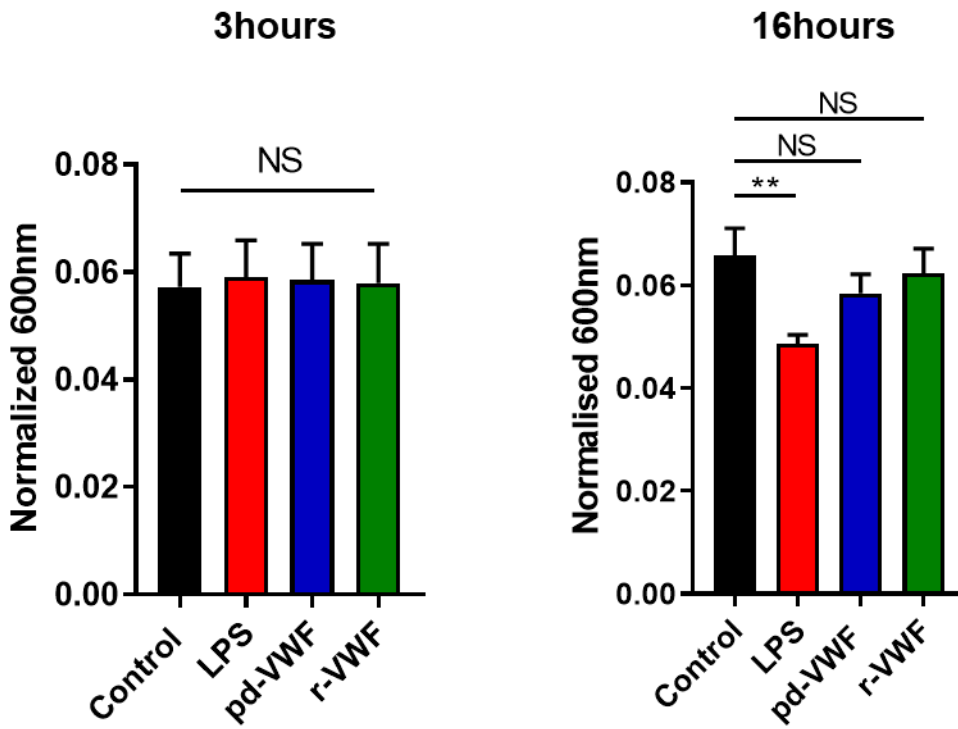 3hours
NS
0.08
0.06
0.04
0.02
0.00
Normalized 600nm
Control
LPS
pd-VWF
r-VWF
16hours
NS
NS
**
0.08
0.06
0.04
0.02
0.00
Normalised 600nm
Control
LPS
pd-VWF
r-VWF